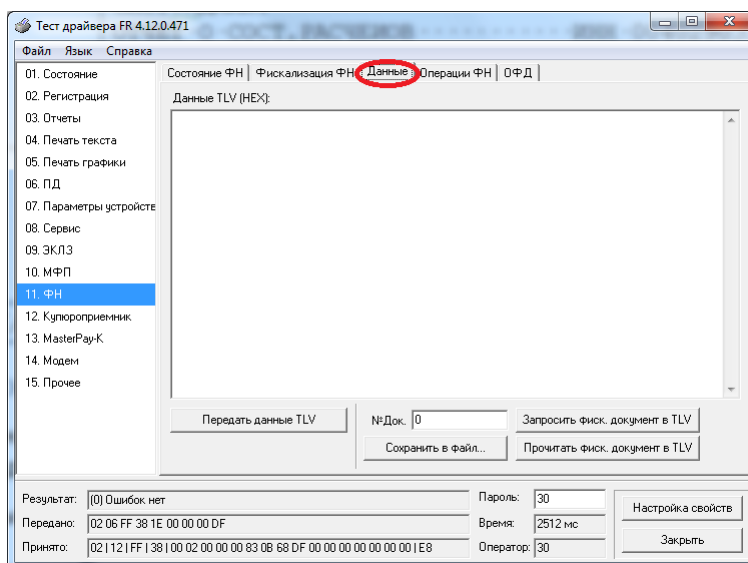 Тест драйвера FR 4.12.0.471
Файл Язык Справка
01. Состояние
02. Регистрация
03. Отчеты
04. Печать текста
05. Печать графики
06. ПД
07. Параметры устройств
08. Сервис
09. ЭКЛЗ
10. МФП
11. ФН
12. Купюроприемник
13. MasterPay-K
14. Модем
15. Прочее
Состояние ФН Фискализация ФН Данные Операции ФН ОФД
Данные TLV (HEX):
Передать данные TLV
№Док. 0
Запросить фиск. документ в TLV
Сохранить в файл...
Прочитать фиск. документ в TLV
Результат: (0) Ошибок нет
Передано: 02 06 FF 38 1E 00 00 00 DF
Принято: 02 | 12 | FF | 38 | 00 02 00 00 00 83 0B 68 DF 00 00 00 00 00 00 00 | E8
Пароль: 30
Время: 2512 мс
Оператор: 30
Настройка свойств
Закрыть